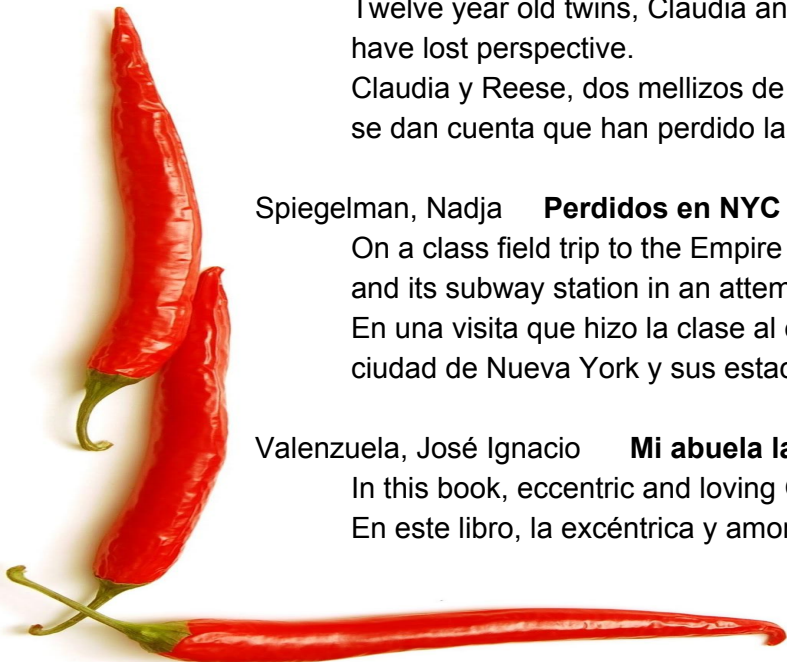 Twelve year old twins, Claudia an
have lost perspective.
Claudia y Reese, dos mellizos de
se dan cuenta que han perdido la
Spiegelman, Nadja Perdidos en NYC
On a class field trip to the Empire
and its subway station in an attem
En una visita que hizo la clase al
ciudad de Nueva York y sus estac
Valenzuela, José Ignacio Mi abuela la
In this book, eccentric and loving
En este libro, la excéntrica y amor